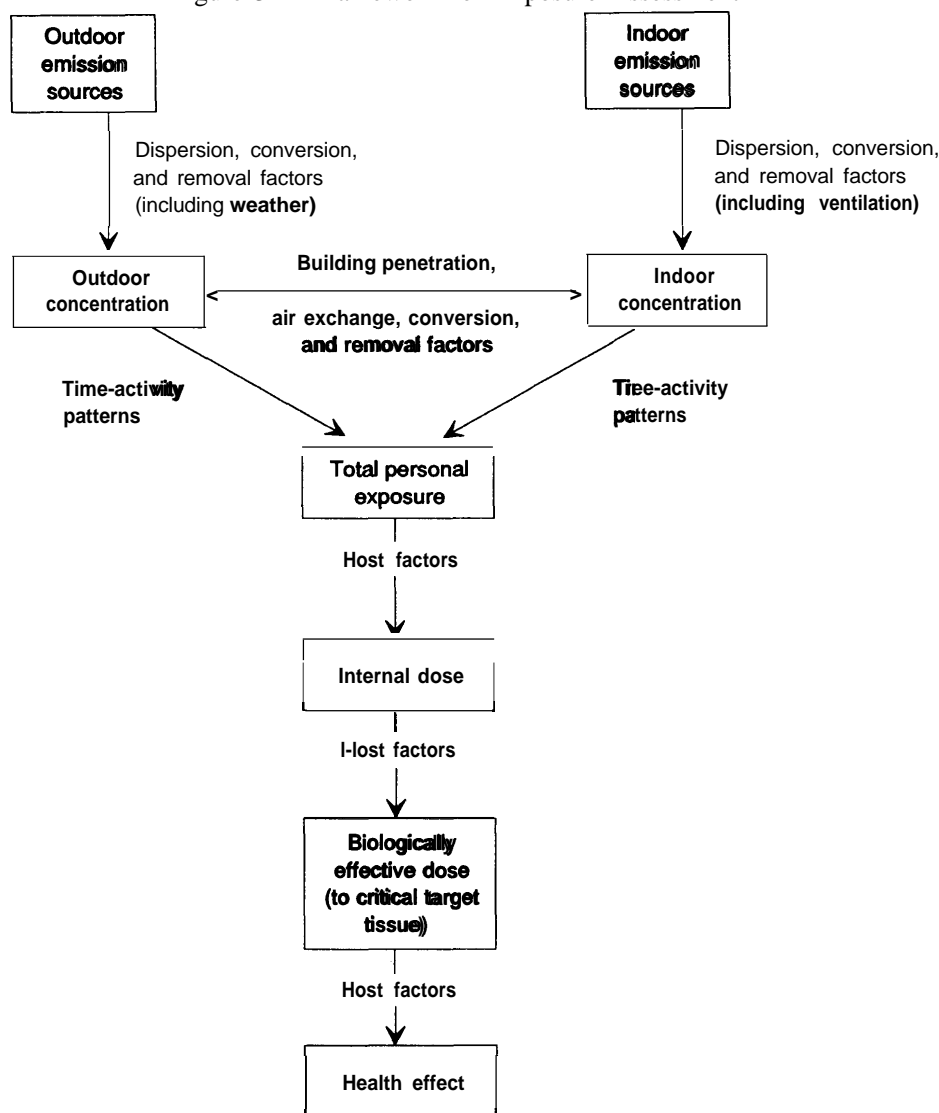 Outdoor
emission
sources
Indoor
emission
sources
Dispersion, conversion,
and removal factors
(including weather)
Dispersion, conversion,
and removal factors
(including ventilation)
Outdoor
concentration
Building penetration,
air exchange, conversion,
and removal factors
Indoor
concentration
Time-activity
patterns
patterns
Total personal
exposure
Host factors
Internal dose
I-lost factors
Biologically
effective dose
(to critical target
tissue)
Host factors
Health effect